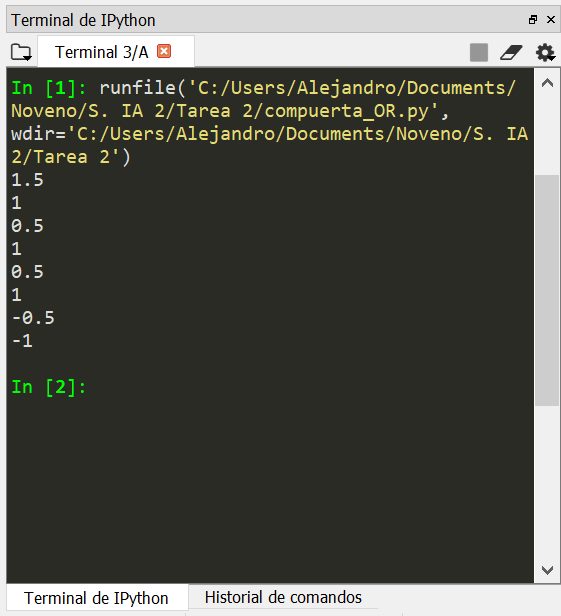 Terminal de IPython
Terminal 3/A
In [1]: runfile('C:/Users/Alejandro/Documents/
Noveno/S. IA 2/Tarea 2/compuerta_OR.py',
wdir='C:/Users/Alejandro/Documents/Noveno/S. IA
2/Tarea 2')
1.5
1
0.5
1
0.5
1
-0.5
-1
In [2]:
Terminal de IPython
Historial de comandos